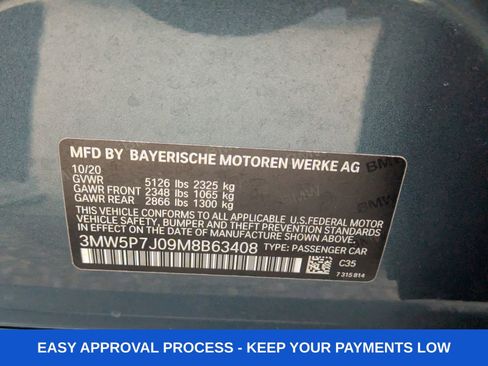 MFD BY BAYERISCHE MOTOREN WERKE AG
10/20
GVWR 5126 lbs 2325 kg
GAWR FRONT 2348 lbs 1065 kg
GAWR REAR 2866 lbs 1300 kg
THIS VEHICLE CONFORMS TO ALL APPLICABLE U.S.FEDERAL MOTOR
VEHICLE SAFETY, BUMPER AND THEFT PREVENTION STANDARDS
IN EFFECT ON THE DATE OF MANUFACTURE SHOWN ABOVE.
3MW5P7J09M8B63408 TYPE: PASSENGER CAR
C35
7 315 814
BMW
EASY APPROVAL PROCESS - KEEP YOUR PAYMENTS LOW